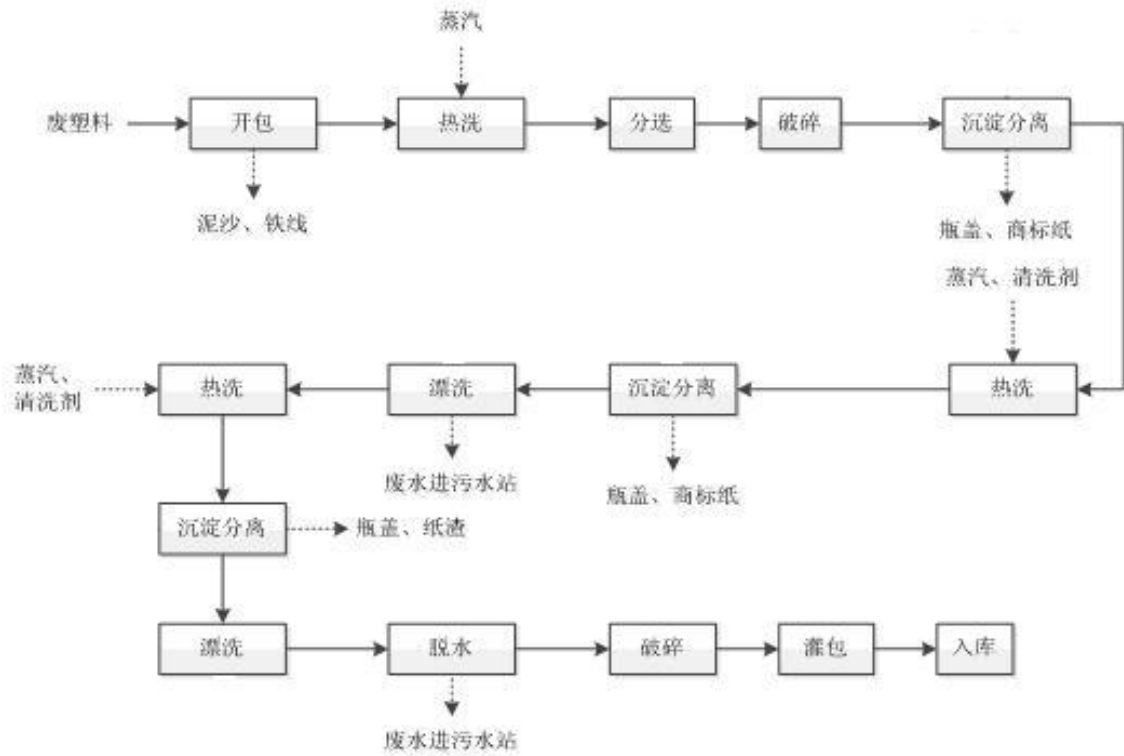 蒸汽
废塑料
开包
热洗
分选
破碎
沉淀分离
泥沙、铁线
瓶盖、商标纸
蒸汽、清洗剂
蒸汽、
清洗剂
热洗
漂洗
沉淀分离
热洗
废水进污水站
瓶盖、商标纸
沉淀分离
瓶盖、纸渣
漂洗
脱水
破碎
灌包
入库
废水进污水站